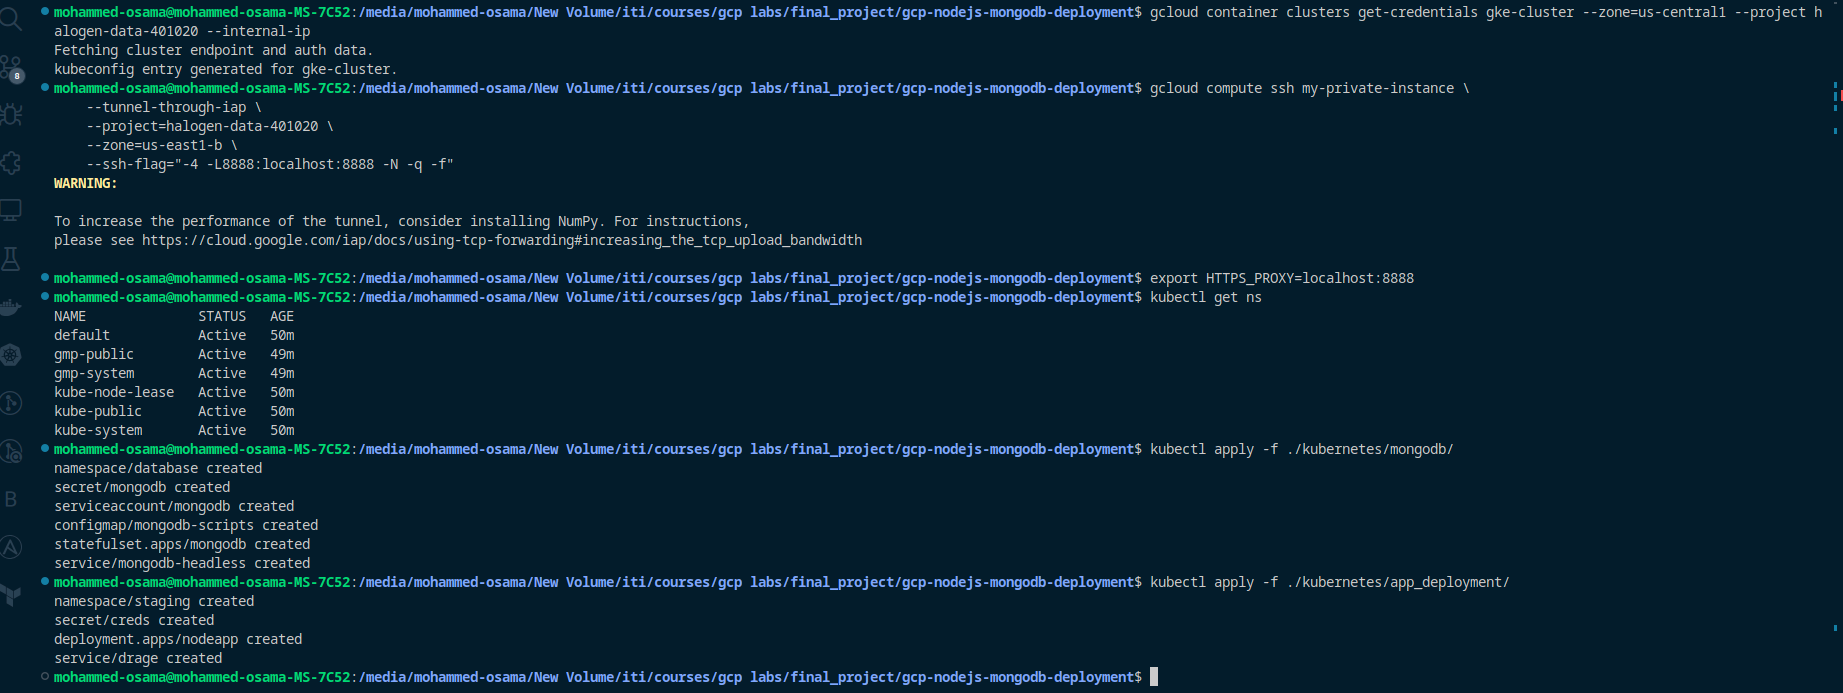 mohammed-osama@mohammed-osama-MS-7C52:/media/mohammed-osama/New Volume/iti/courses/gcp labs/final_project/gcp-nodejs-mongodb-deployment$ gcloud container clusters get-credentials gke-cluster --zone=us-central1 --project h
alogen-data-401020 --internal-ip
Fetching cluster endpoint and auth data.
kubeconfig entry generated for gke-cluster.
8
mohammed-osama@mohammed-osama-MS-7C52:/media/mohammed-osama/New Volume/iti/courses/gcp labs/final_project/gcp-nodejs-mongodb-deployment$ gcloud compute ssh my-private-instance \
    --tunnel-through-iap \
    --project=halogen-data-401020 \
    --zone=us-east1-b \
    --ssh-flag="-4 -L8888:localhost:8888 -N -q -f"
WARNING:

To increase the performance of the tunnel, consider installing NumPy. For instructions,
please see https://cloud.google.com/iap/docs/using-tcp-forwarding#increasing_the_tcp_upload_bandwidth

mohammed-osama@mohammed-osama-MS-7C52:/media/mohammed-osama/New Volume/iti/courses/gcp labs/final_project/gcp-nodejs-mongodb-deployment$ export HTTPS_PROXY=localhost:8888
mohammed-osama@mohammed-osama-MS-7C52:/media/mohammed-osama/New Volume/iti/courses/gcp labs/final_project/gcp-nodejs-mongodb-deployment$ kubectl get ns
NAME              STATUS   AGE
default           Active   50m
gmp-public        Active   49m
gmp-system        Active   49m
kube-node-lease   Active   50m
kube-public       Active   50m
kube-system       Active   50m
mohammed-osama@mohammed-osama-MS-7C52:/media/mohammed-osama/New Volume/iti/courses/gcp labs/final_project/gcp-nodejs-mongodb-deployment$ kubectl apply -f ./kubernetes/mongodb/
namespace/database created
secret/mongodb created
serviceaccount/mongodb created
configmap/mongodb-scripts created
statefulset.apps/mongodb created
service/mongodb-headless created
mohammed-osama@mohammed-osama-MS-7C52:/media/mohammed-osama/New Volume/iti/courses/gcp labs/final_project/gcp-nodejs-mongodb-deployment$ kubectl apply -f ./kubernetes/app_deployment/
namespace/staging created
secret/creds created
deployment.apps/nodeapp created
service/drage created
mohammed-osama@mohammed-osama-MS-7C52:/media/mohammed-osama/New Volume/iti/courses/gcp labs/final_project/gcp-nodejs-mongodb-deployment$